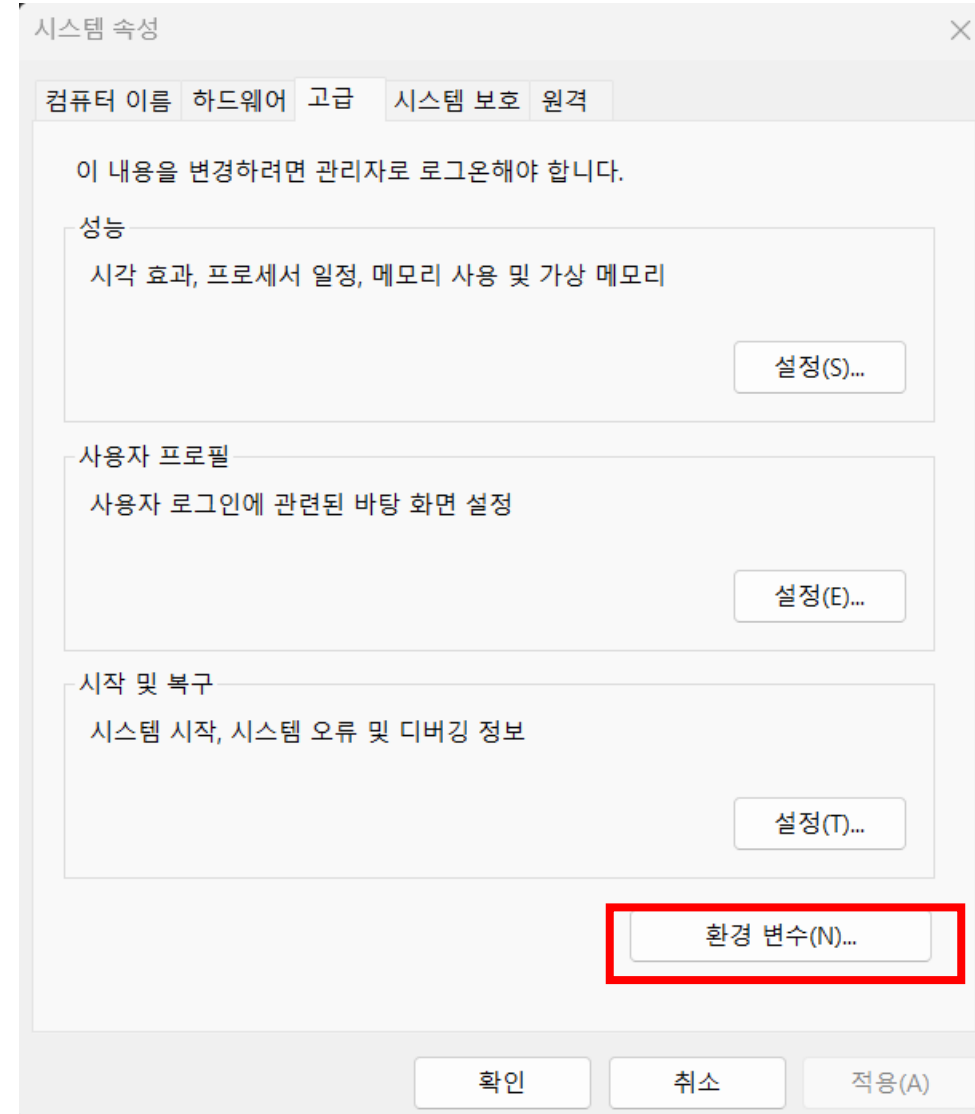 시스템 속성
컴퓨터 이름 하드웨어 고급 시스템 보호 원격
이 내용을 변경하려면 관리자로 로그온해야 합니다.
성능
시각 효과, 프로세서 일정, 메모리 사용 및 가상 메모리
설정(S)...
사용자 프로필
사용자 로그인에 관련된 바탕 화면 설정
설정(E)...
시작 및 복구
시스템 시작, 시스템 오류 및 디버깅 정보
설정(T)...
환경 변수(N)...
확인 취소 적용(A)